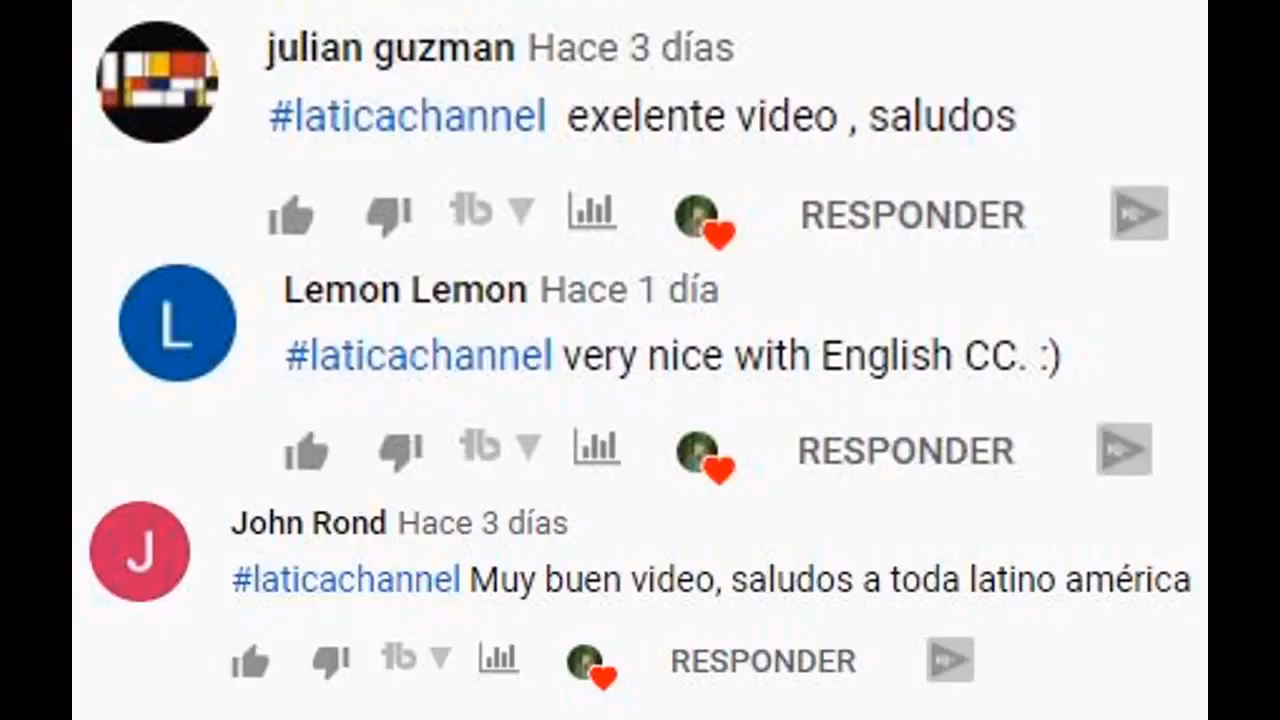 julian guzman Hace 3 días
#laticachannel exelente video , saludos
RESPONDER
L
Lemon Lemon Hace 1 día
#laticachannel very nice with English CC. :)
RESPONDER
J
John Rond Hace 3 días
#laticachannel Muy buen video, saludos a toda latino américa
RESPONDER